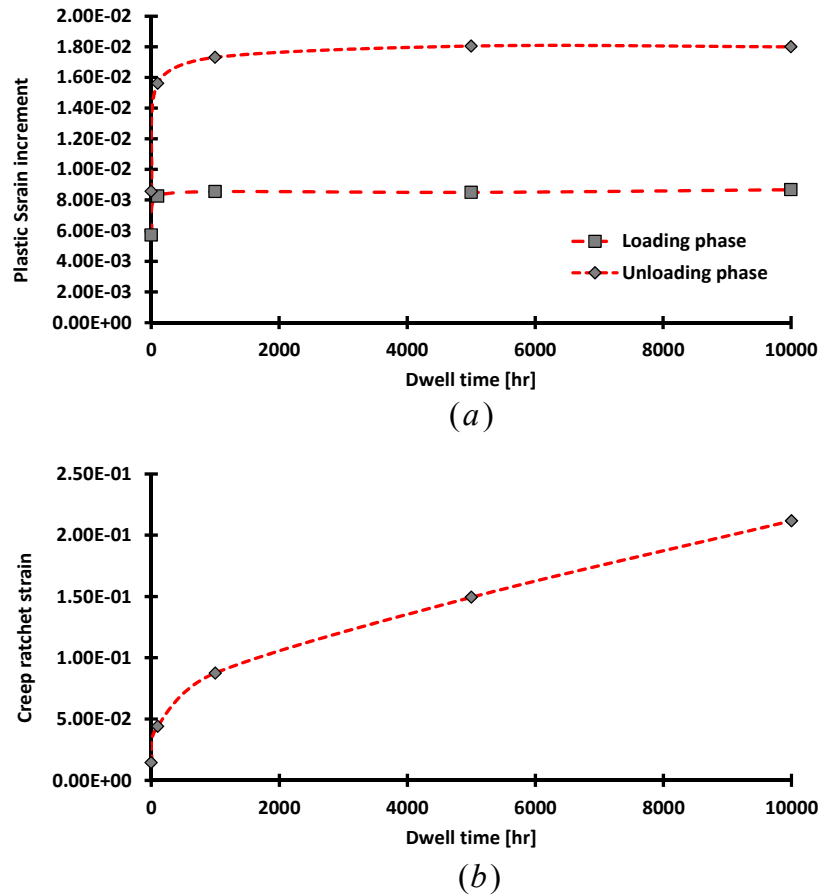 2.00E-02
1.80E-02
1.60E-02
1.40E-02
1.20E-02
1.00E-02
8.00E-03
6.00E-03
4.00E-03
2.00E-03
0.00E+00
Plastic Ssrain increment
Loading phase
Unloading phase
0 2000 4000 6000 8000 10000
Dwell time [hr]
(a)
2.50E-01
2.00E-01
1.50E-01
1.00E-01
5.00E-02
0.00E+00
Creep ratchet strain
0 2000 4000 6000 8000 10000
Dwell time [hr]
(b)